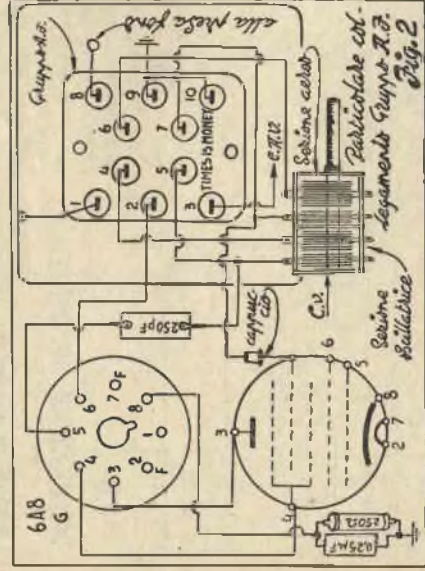 6A8
G
1
2
F
3
4
5
6
7
F
8
250pF
Gruppo A.F.
alla presa fono
1
2
3
4
5
6
7
8
9
10
TIMES IS MONEY
C.A.V.
cappuc-
cio
3
4
6
5
8
7
2
0,25µF
250Ω
C.V.
Sezione aereo
Sezione
Oscillatrice
Particolare col-
legamento Gruppo A.F.
Fig. 2